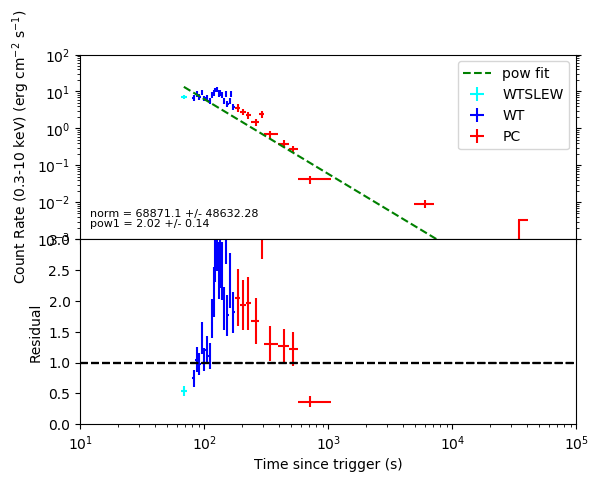 Count Rate (0.3-10 keV) (erg cm⁻² s⁻¹)
10²
10¹
10⁰
10⁻¹
10⁻²
10⁻³
pow fit
WTSLEW
WT
PC
norm = 68871.1 +/- 48632.28
pow1 = 2.02 +/- 0.14
Residual
3.0
2.5
2.0
1.5
1.0
0.5
0.0
10¹
10²
10³
10⁴
10⁵
Time since trigger (s)